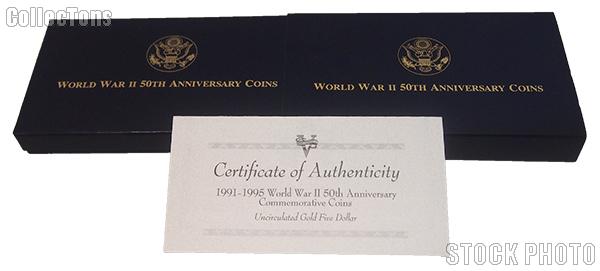 COLLECTONS
WORLD WAR II 50TH ANNIVERSARY COINS
WORLD WAR II 50TH ANNIVERSARY COINS
V
Certificate of Authenticity
1991-1995 World War II 50th Anniversary
Commemorative Coins
Uncirculated Gold Five Dollar
STOCK PHOTO